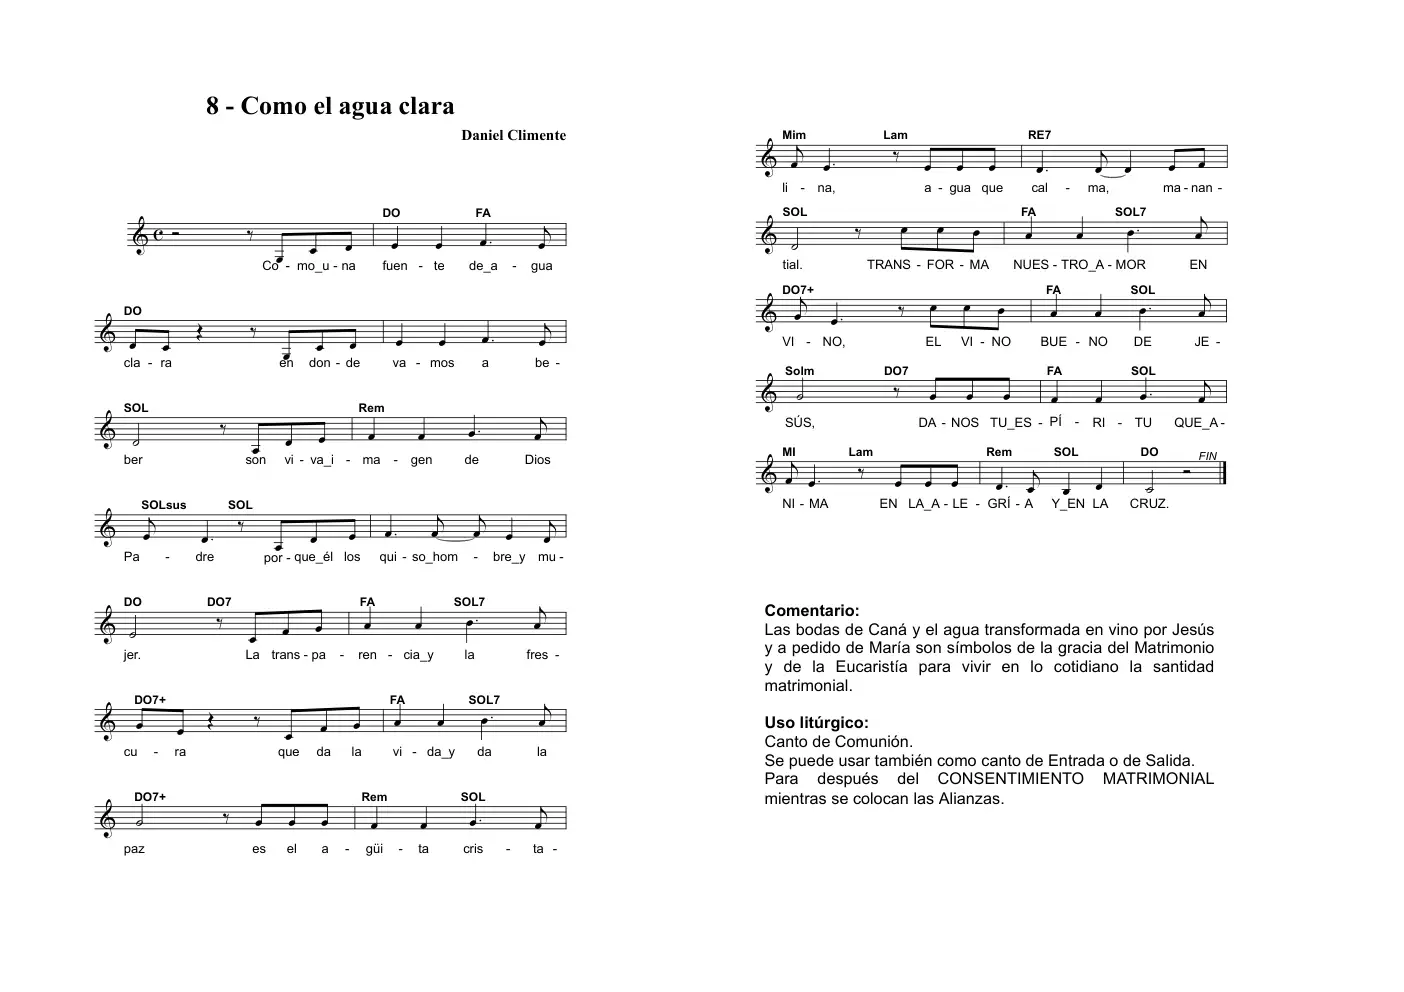 8 - Como el agua clara
Daniel Climente
DO FA
Co - mo_u - na fuen - te de_a - gua
DO
cla - ra en don - de va - mos a be -
SOL Rem
ber son vi - va_i - ma - gen de Dios
SOLsus SOL
Pa - dre por - que_él los qui - so_hom - bre_y mu -
DO DO7 FA SOL7
jer. La trans - pa - ren - cia_y la fres -
DO7+ FA SOL7
cu - ra que da la vi - da_y da la
DO7+ Rem SOL
paz es el a - güi - ta cris - ta -
Mim Lam RE7
li - na, a - gua que cal - ma, ma - nan -
SOL FA SOL7
tial. TRANS - FOR - MA NUES - TRO_A - MOR EN
DO7+ FA SOL
VI - NO, EL VI - NO BUE - NO DE JE -
Solm DO7 FA SOL
SÚS, DA - NOS TU_ES - PÍ - RI - TU QUE_A -
MI Lam Rem SOL DO FIN
NI - MA EN LA_A - LE - GRÍ - A Y_EN LA CRUZ.
Comentario:
Las bodas de Caná y el agua transformada en vino por Jesús
y a pedido de María son símbolos de la gracia del Matrimonio
y de la Eucaristía para vivir en lo cotidiano la santidad
matrimonial.
Uso litúrgico:
Canto de Comunión.
Se puede usar también como canto de Entrada o de Salida.
Para después del CONSENTIMIENTO MATRIMONIAL
mientras se colocan las Alianzas.